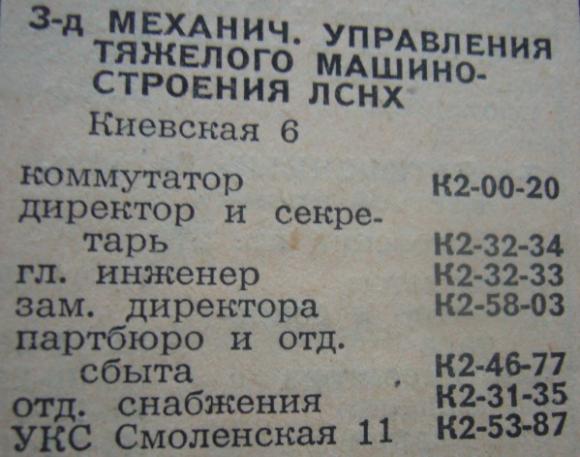 З-д МЕХАНИЧ. УПРАВЛЕНИЯ
ТЯЖЕЛОГО МАШИНО-
СТРОЕНИЯ ЛСНХ
Киевская 6
коммутатор К2-00-20
директор и секре-
тарь К2-32-34
гл. инженер К2-32-33
зам. директора К2-58-03
партбюро и отд.
сбыта К2-46-77
отд. снабжения К2-31-35
УКС Смоленская 11 К2-53-87